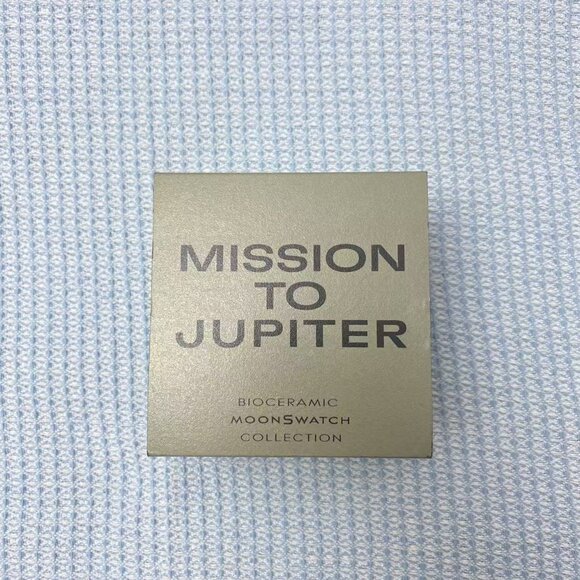 MISSION
TO
JUPITER
BIOCERAMIC
MOONSWATCH
COLLECTION